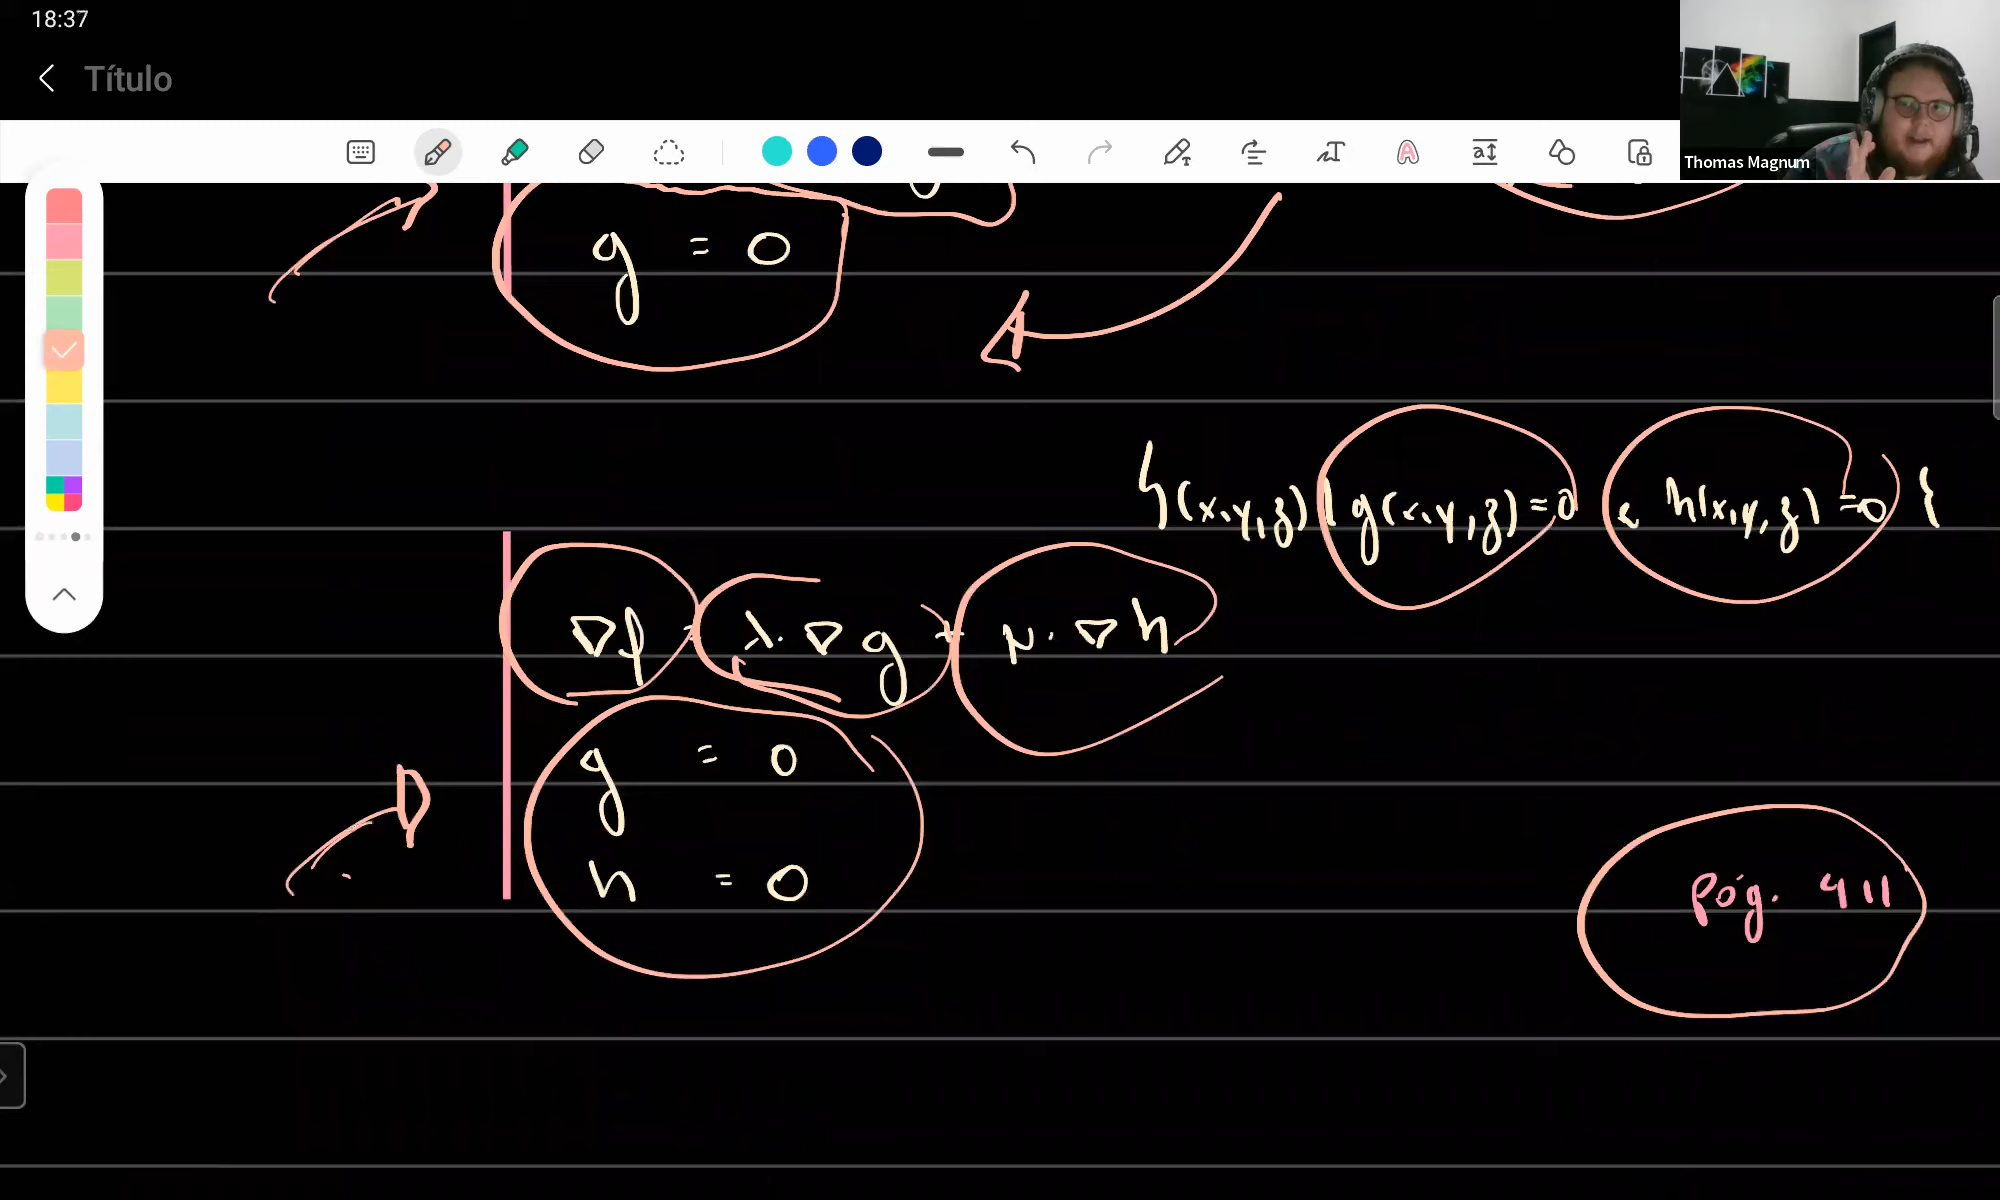 18:37
Título
Thomas Magnum
g = 0
{(x,y,z) | g(x,y,z)=0 e h(x,y,z)=0}
∇f = λ·∇g + μ·∇h
g = 0
h = 0
pág. 411